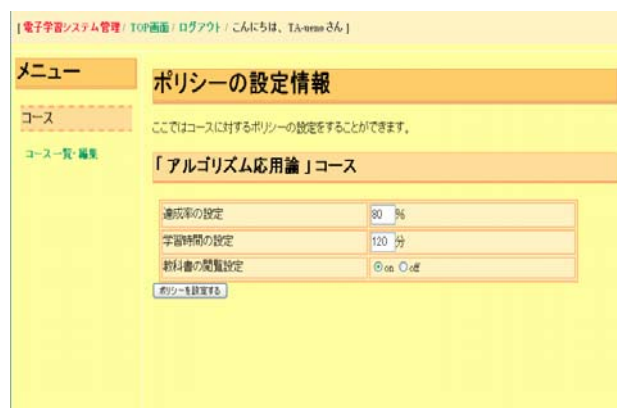 [ 電子学習システム管理 / TOP画面 / ログアウト / こんにちは、TA-uenoさん ]
メニュー
コース
コース一覧・編集
ポリシーの設定情報
ここではコースに対するポリシーの設定をすることができます。
「アルゴリズム応用論」コース
達成率の設定 80 %
学習時間の設定 120 分
教科書の閲覧設定 on off
ポリシーを設定する